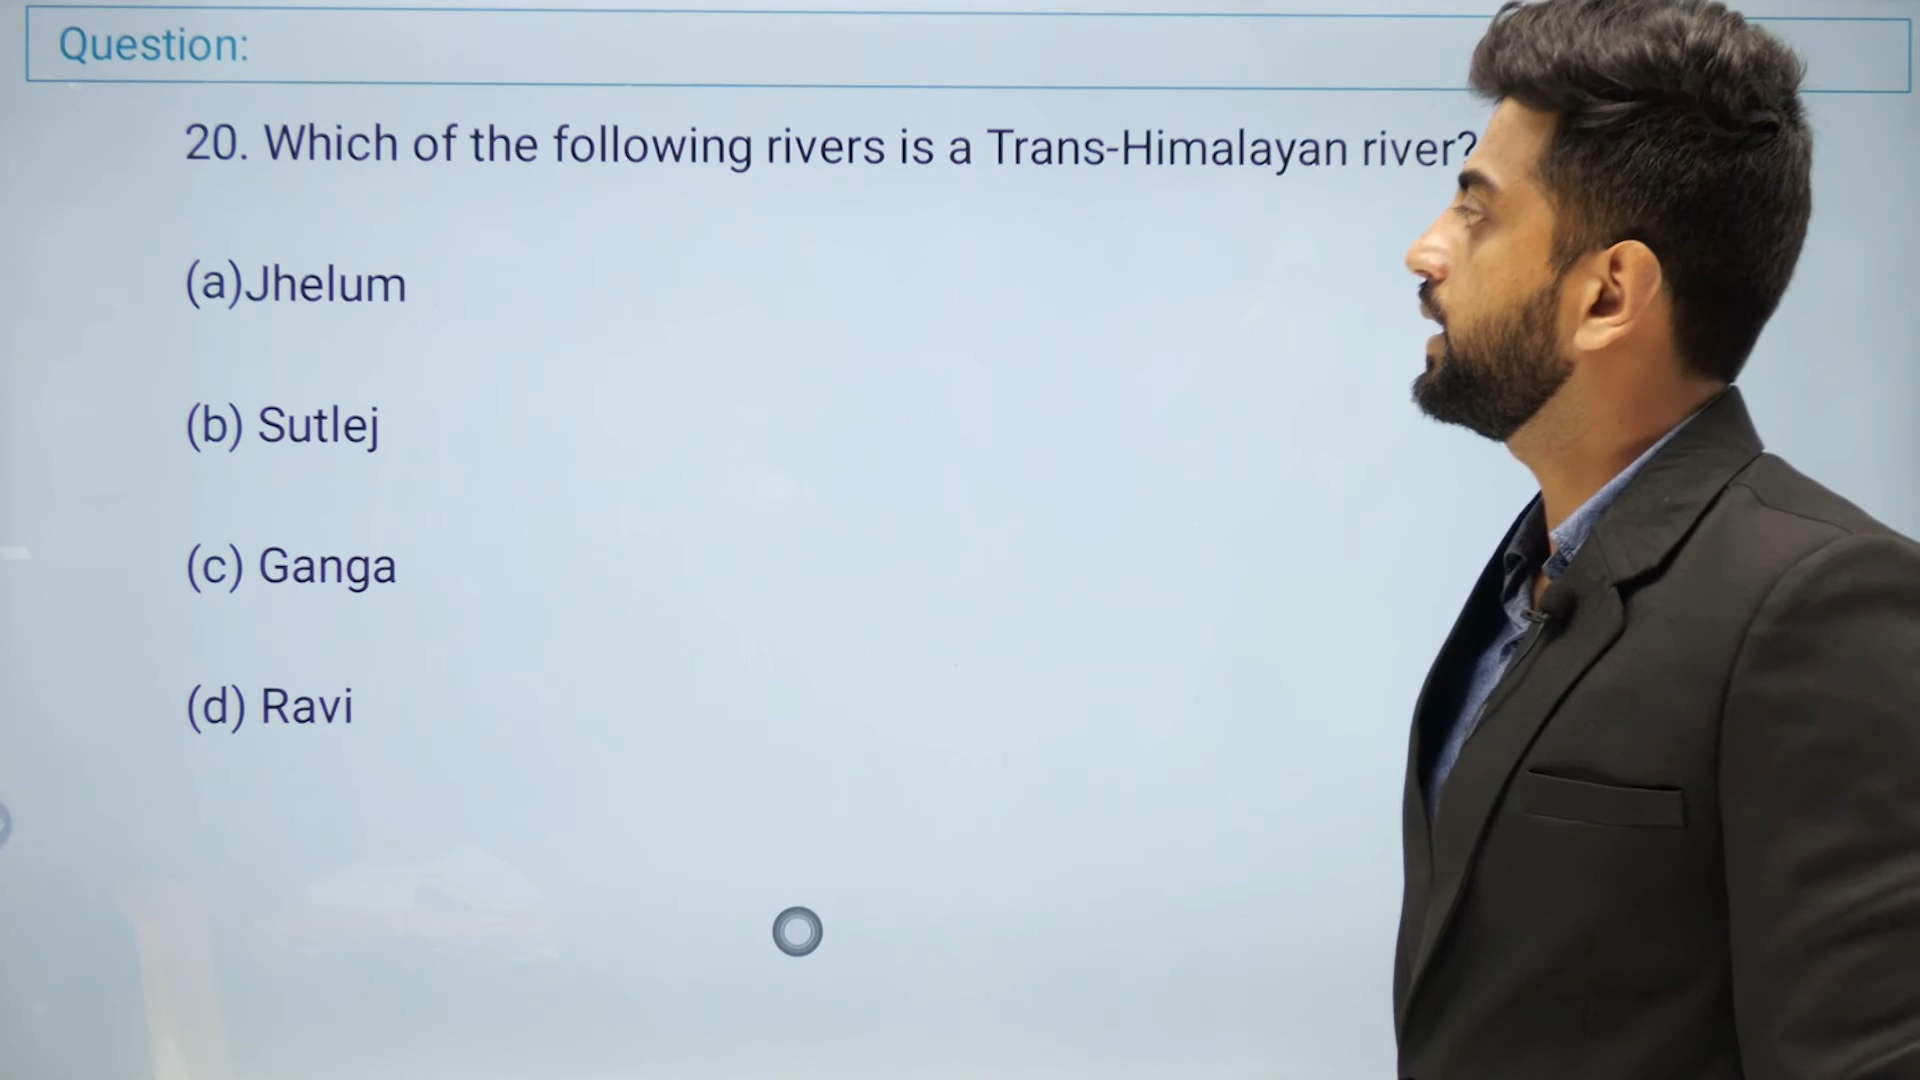 Question:
20. Which of the following rivers is a Trans-Himalayan river?
(a)Jhelum
(b) Sutlej
(c) Ganga
(d) Ravi